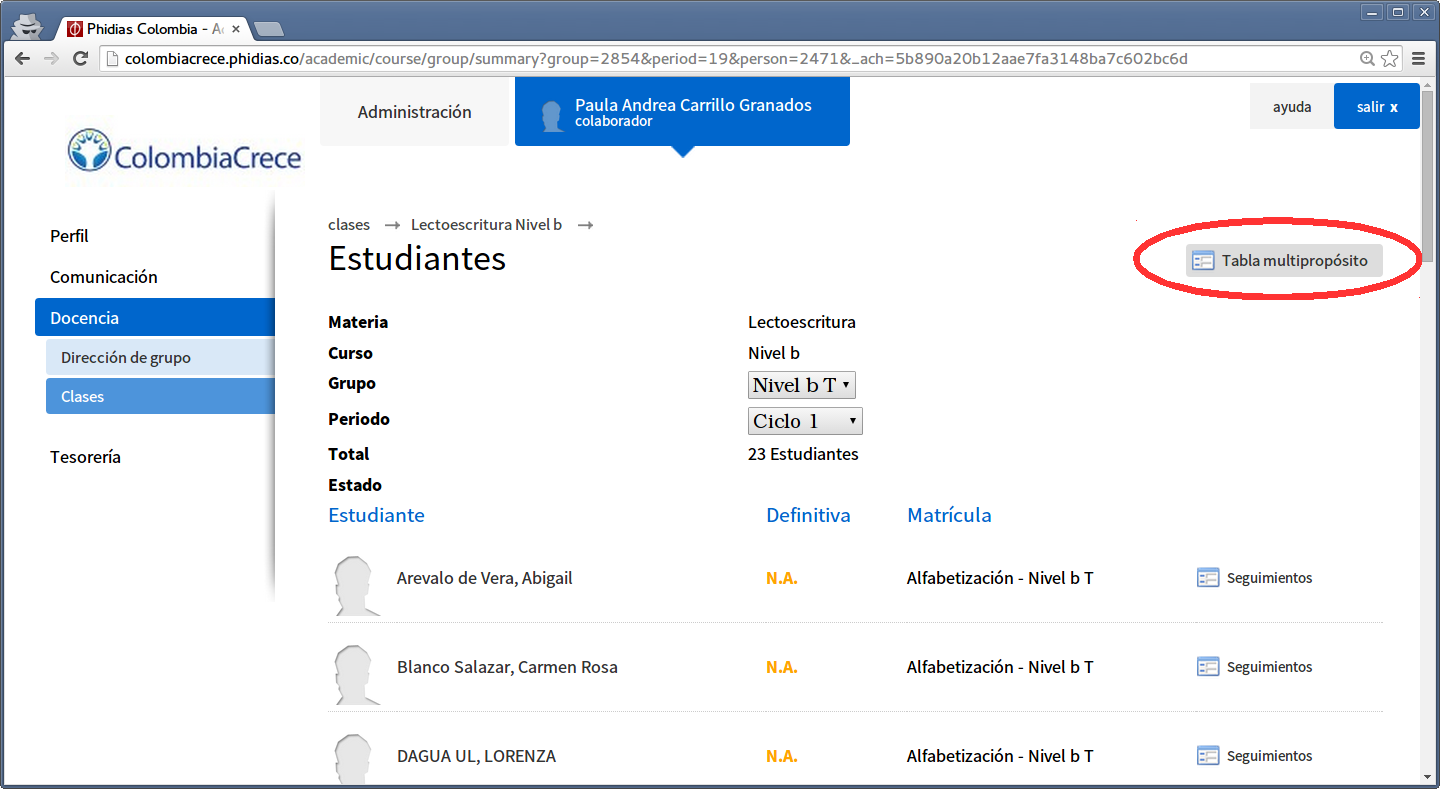 Phidias Colombia - Ac
colombiacrece.phidias.co/academic/course/group/summary?group=2854&period=19&person=2471&_ach=5b890a20b12aae7fa3148ba7c602bc6d
Administración
Paula Andrea Carrillo Granados
colaborador
ayuda
salir x
ColombiaCrece
Perfil
Comunicación
Docencia
Dirección de grupo
Clases
Tesorería
clases → Lectoescritura Nivel b →
Estudiantes
Tabla multipropósito
Materia Lectoescritura
Curso Nivel b
Grupo Nivel b T
Periodo Ciclo 1
Total 23 Estudiantes
Estado
Estudiante Definitiva Matrícula
Arevalo de Vera, Abigail N.A. Alfabetización - Nivel b T Seguimientos
Blanco Salazar, Carmen Rosa N.A. Alfabetización - Nivel b T Seguimientos
DAGUA UL, LORENZA N.A. Alfabetización - Nivel b T Seguimientos